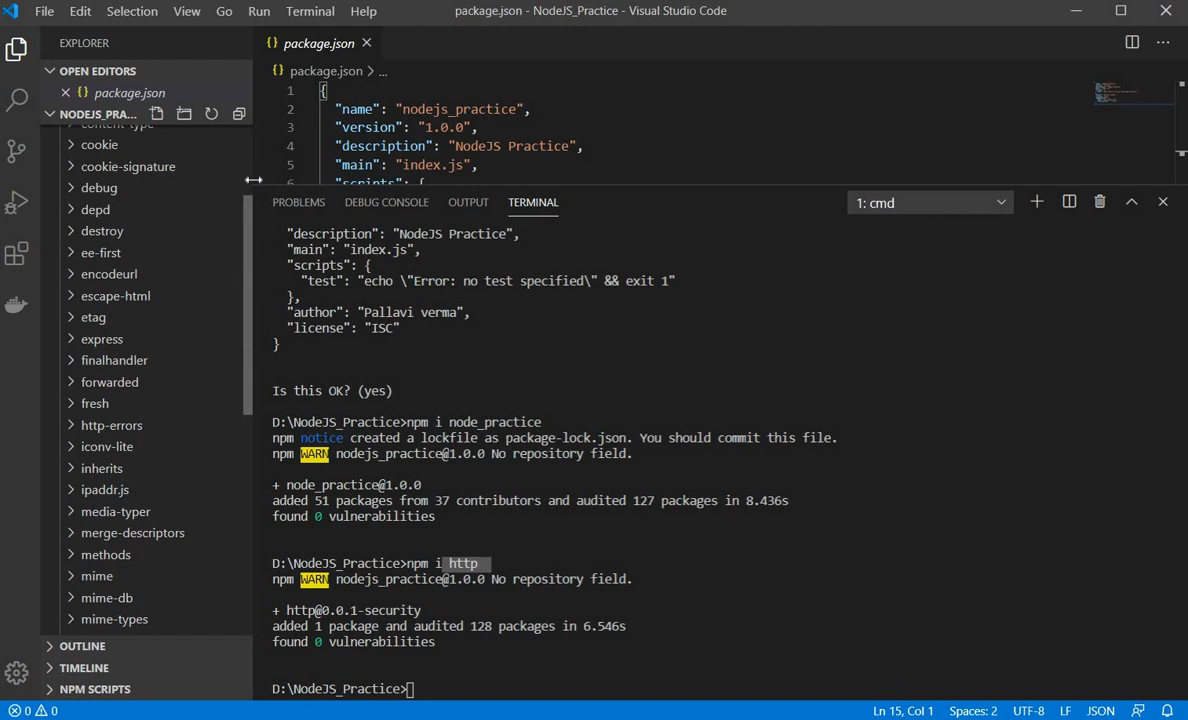 File Edit Selection View Go Run Terminal Help package.json - NodeJS_Practice - Visual Studio Code
EXPLORER
{} package.json
OPEN EDITORS
{} package.json > ...
{} package.json
NODEJS_PRA...
content-type
cookie
cookie-signature
debug
depd
destroy
ee-first
encodeurl
escape-html
etag
express
finalhandler
forwarded
fresh
http-errors
iconv-lite
inherits
ipaddr.js
media-typer
merge-descriptors
methods
mime
mime-db
mime-types
OUTLINE
TIMELINE
NPM SCRIPTS
1 {
2 "name": "nodejs_practice",
3 "version": "1.0.0",
4 "description": "NodeJS Practice",
5 "main": "index.js",
6 "scripts": {
PROBLEMS DEBUG CONSOLE OUTPUT TERMINAL 1: cmd
"description": "NodeJS Practice",
"main": "index.js",
"scripts": {
"test": "echo \"Error: no test specified\" && exit 1"
},
"author": "Pallavi verma",
"license": "ISC"
}
Is this OK? (yes)
D:\NodeJS_Practice>npm i node_practice
npm notice created a lockfile as package-lock.json. You should commit this file.
npm WARN nodejs_practice@1.0.0 No repository field.
+ node_practice@1.0.0
added 51 packages from 37 contributors and audited 127 packages in 8.436s
found 0 vulnerabilities
D:\NodeJS_Practice>npm i http
npm WARN nodejs_practice@1.0.0 No repository field.
+ http@0.0.1-security
added 1 package and audited 128 packages in 6.546s
found 0 vulnerabilities
D:\NodeJS_Practice>
0 0 Ln 15, Col 1 Spaces: 2 UTF-8 LF JSON